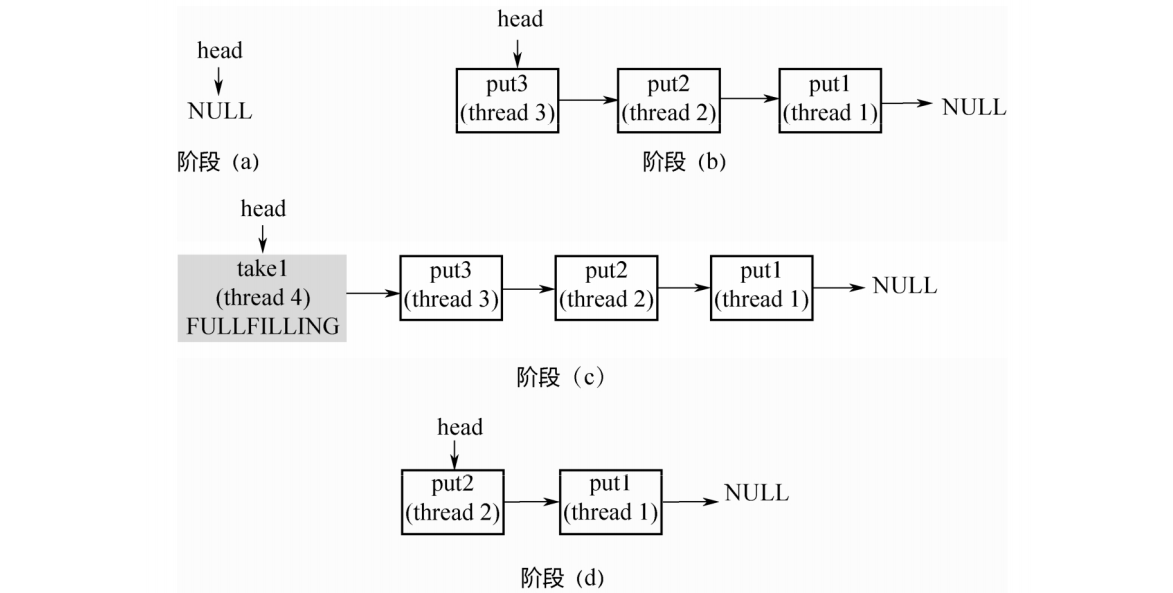 head
NULL
阶段 (a)
head
put3
(thread 3)
put2
(thread 2)
put1
(thread 1)
NULL
阶段 (b)
head
take1
(thread 4)
FULLFILLING
put3
(thread 3)
put2
(thread 2)
put1
(thread 1)
NULL
阶段（c）
head
put2
(thread 2)
put1
(thread 1)
NULL
阶段 (d)